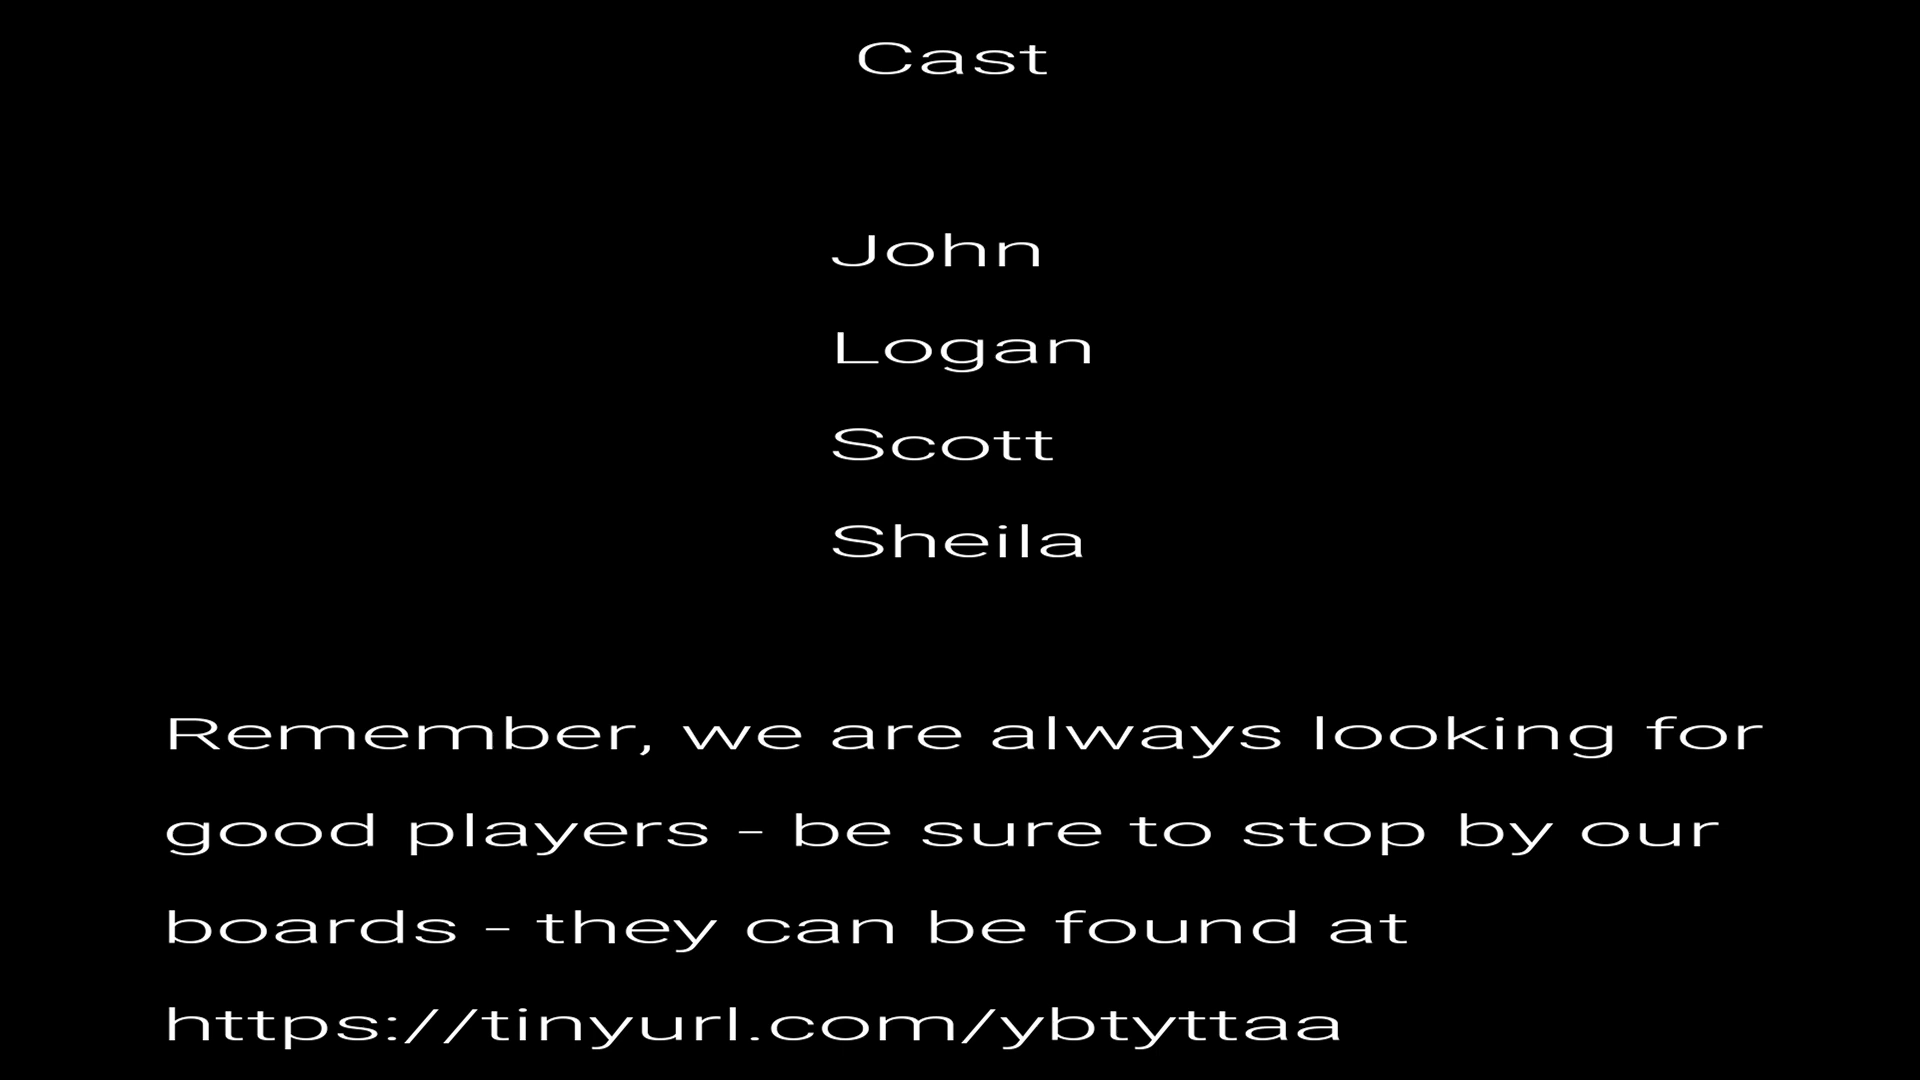 Cast
John
Logan
Scott
Sheila
Remember, we are always looking for
good players - be sure to stop by our
boards - they can be found at
https://tinyurl.com/ybtyttaa